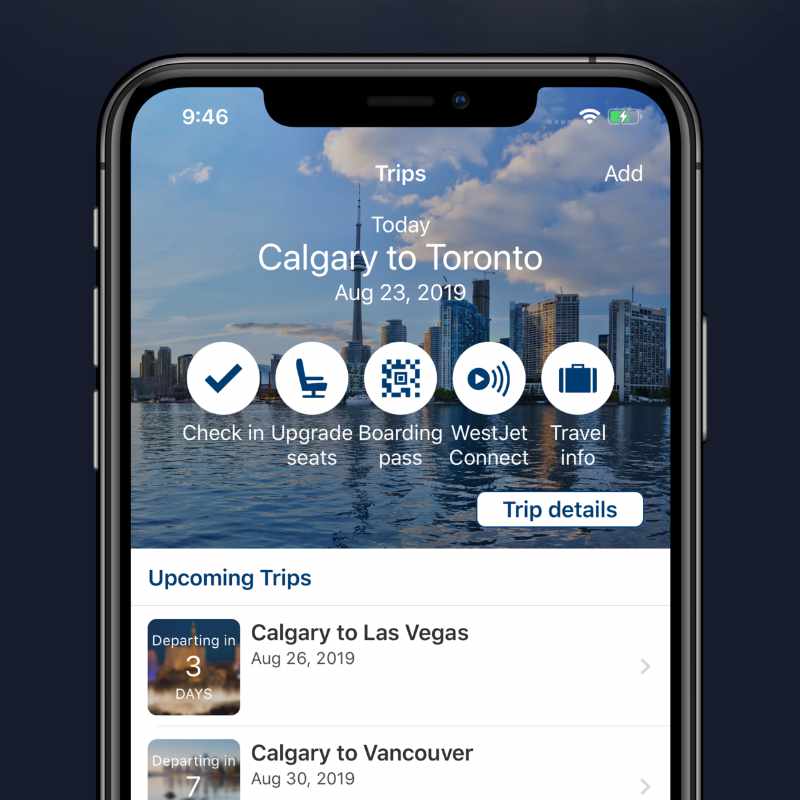 9:46
Trips
Add
Today
Calgary to Toronto
Aug 23, 2019
Check in
Upgrade
seats
Boarding
pass
WestJet
Connect
Travel
info
Trip details
Upcoming Trips
Departing in
3
DAYS
Calgary to Las Vegas
Aug 26, 2019
Departing in
7
Calgary to Vancouver
Aug 30, 2019